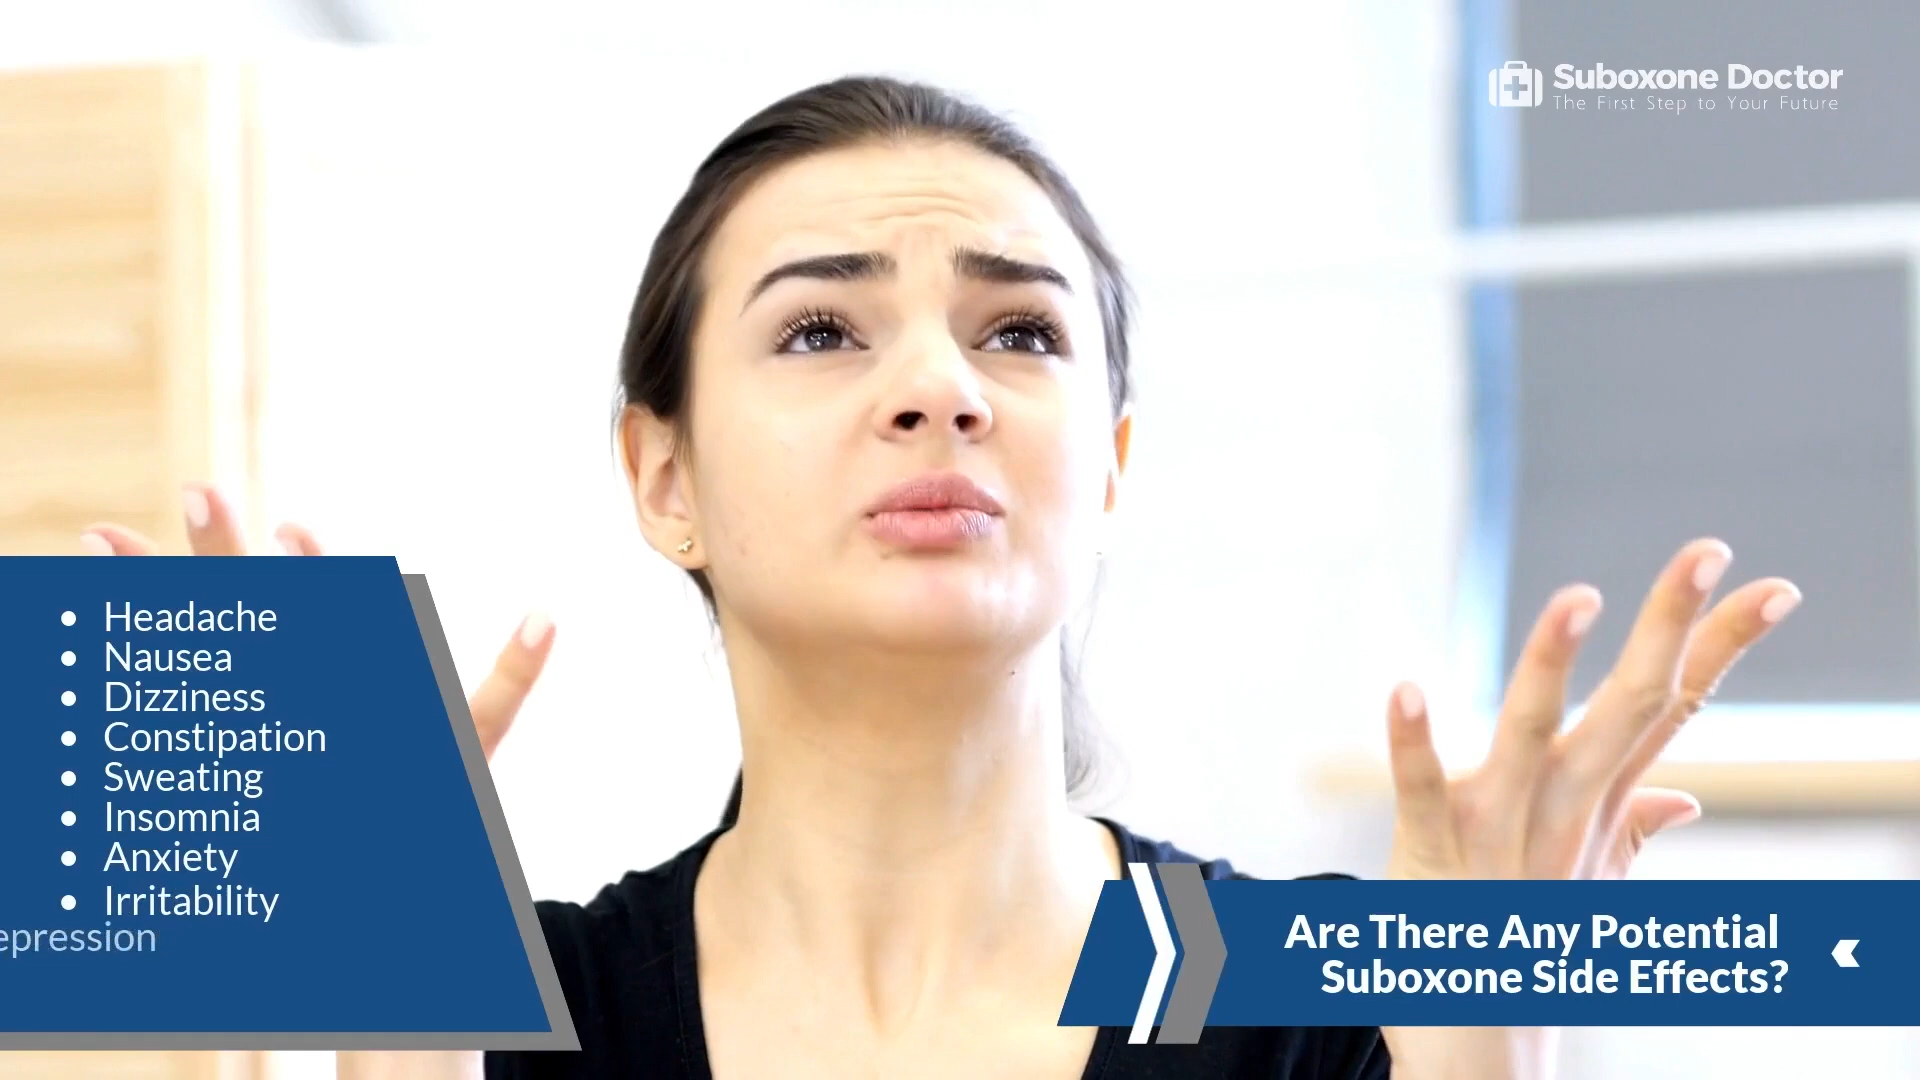 Suboxone Doctor
The First Step to Your Future
• Headache
• Nausea
• Dizziness
• Constipation
• Sweating
• Insomnia
• Anxiety
• Irritability
epression
Are There Any Potential
Suboxone Side Effects?